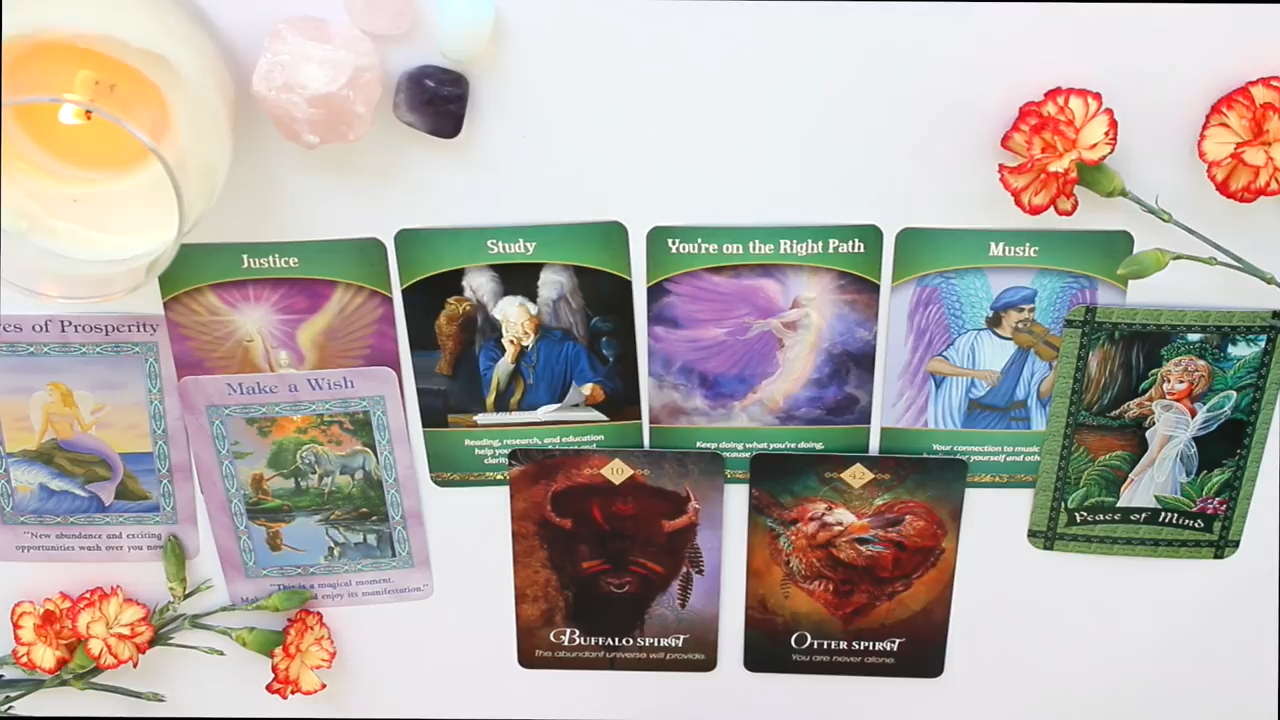 Justice
Study
You're on the Right Path
Music
es of Prosperity
Make a Wish
Reading, research, and education
help you
and
clarity
Keep doing what you're doing,
because
Your connection to music
for yourself and oth
10
42
Peace of Mind
"New abundance and exciting
opportunities wash over you now
"This is a magical moment.
Mak
d enjoy its manifestation."
BUFFALO SPIRIT
The abundant universe will provide.
OTTER SPIRIT
You are never alone.